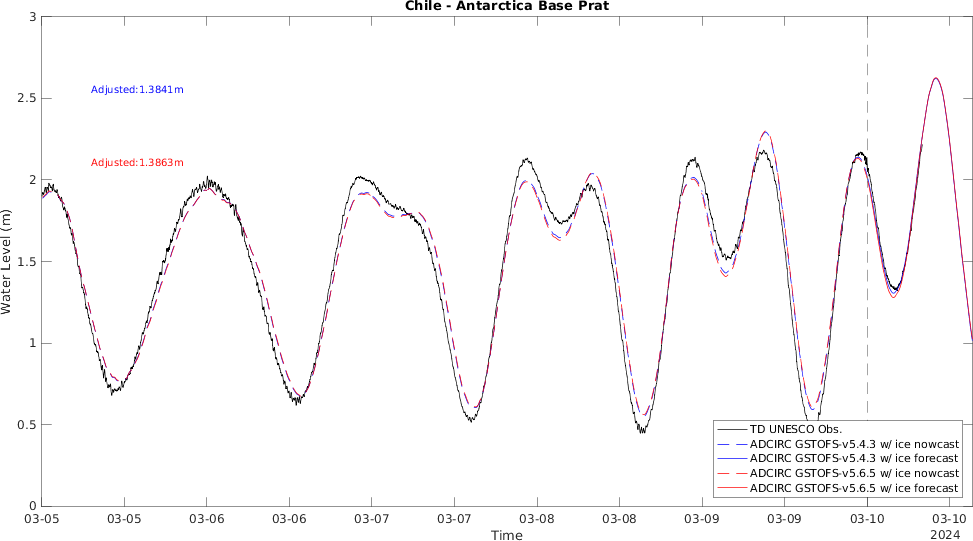 Chile - Antarctica Base Prat
3
2.5
2
1.5
1
0.5
0
Water Level (m)
Adjusted:1.3841m
Adjusted:1.3863m
TD UNESCO Obs.
ADCIRC GSTOFS-v5.4.3 w/ ice nowcast
ADCIRC GSTOFS-v5.4.3 w/ ice forecast
ADCIRC GSTOFS-v5.6.5 w/ ice nowcast
ADCIRC GSTOFS-v5.6.5 w/ ice forecast
03-05 03-05 03-06 03-06 03-07 03-07 03-08 03-08 03-09 03-09 03-10 03-10
Time
2024